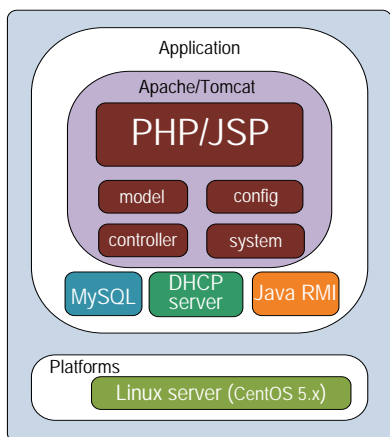 Application
Apache/Tomcat
PHP/JSP
model
config
controller
system
MySQL
DHCP
server
Java RMI
Platforms
Linux server (CentOS 5.x)